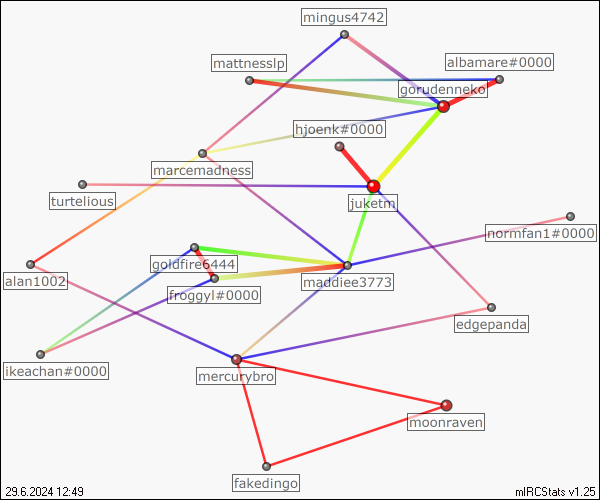 mingus4742
mattnesslp
albamare#0000
gorudenneko
hjoenk#0000
marcemadness
turtelious
juketm
normfan1#0000
goldfire6444
alan1002
maddiee3773
froggyl#0000
edgepanda
ikeachan#0000
mercurybro
moonraven
fakedingo
29.6.2024 12:49
mIRCStats v1.25